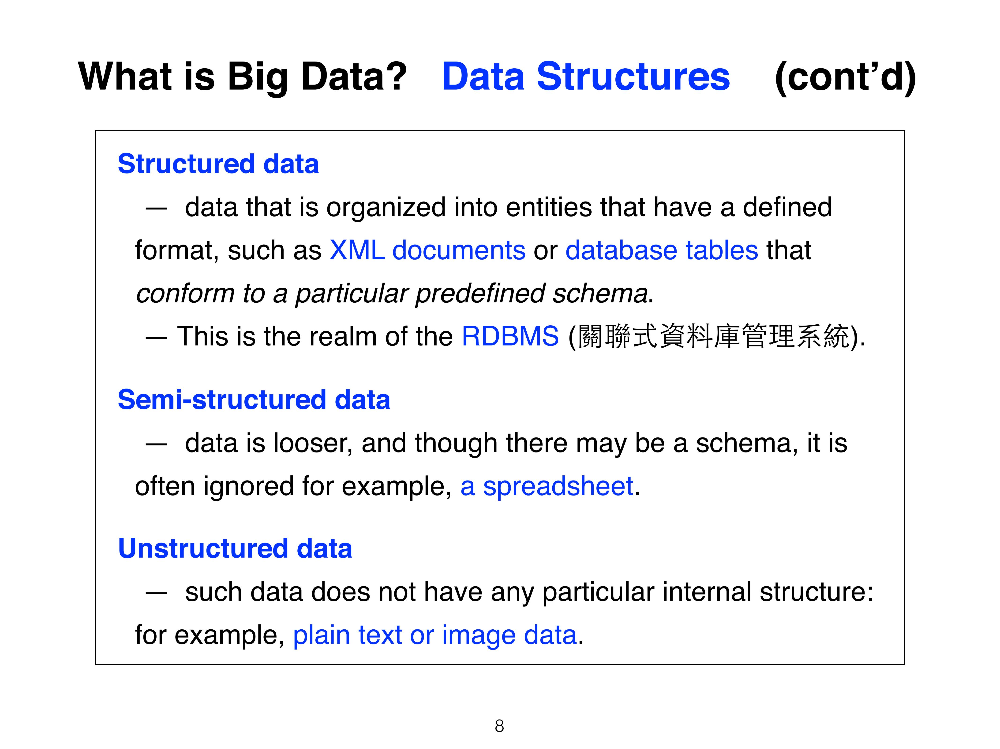 What is Big Data? Data Structures (cont’d)
Structured data
— data that is organized into entities that have a defined
format, such as XML documents or database tables that
conform to a particular predefined schema.
— This is the realm of the RDBMS (關聯式資料庫管理系統).
Semi-structured data
— data is looser, and though there may be a schema, it is
often ignored for example, a spreadsheet.
Unstructured data
— such data does not have any particular internal structure:
for example, plain text or image data.
8